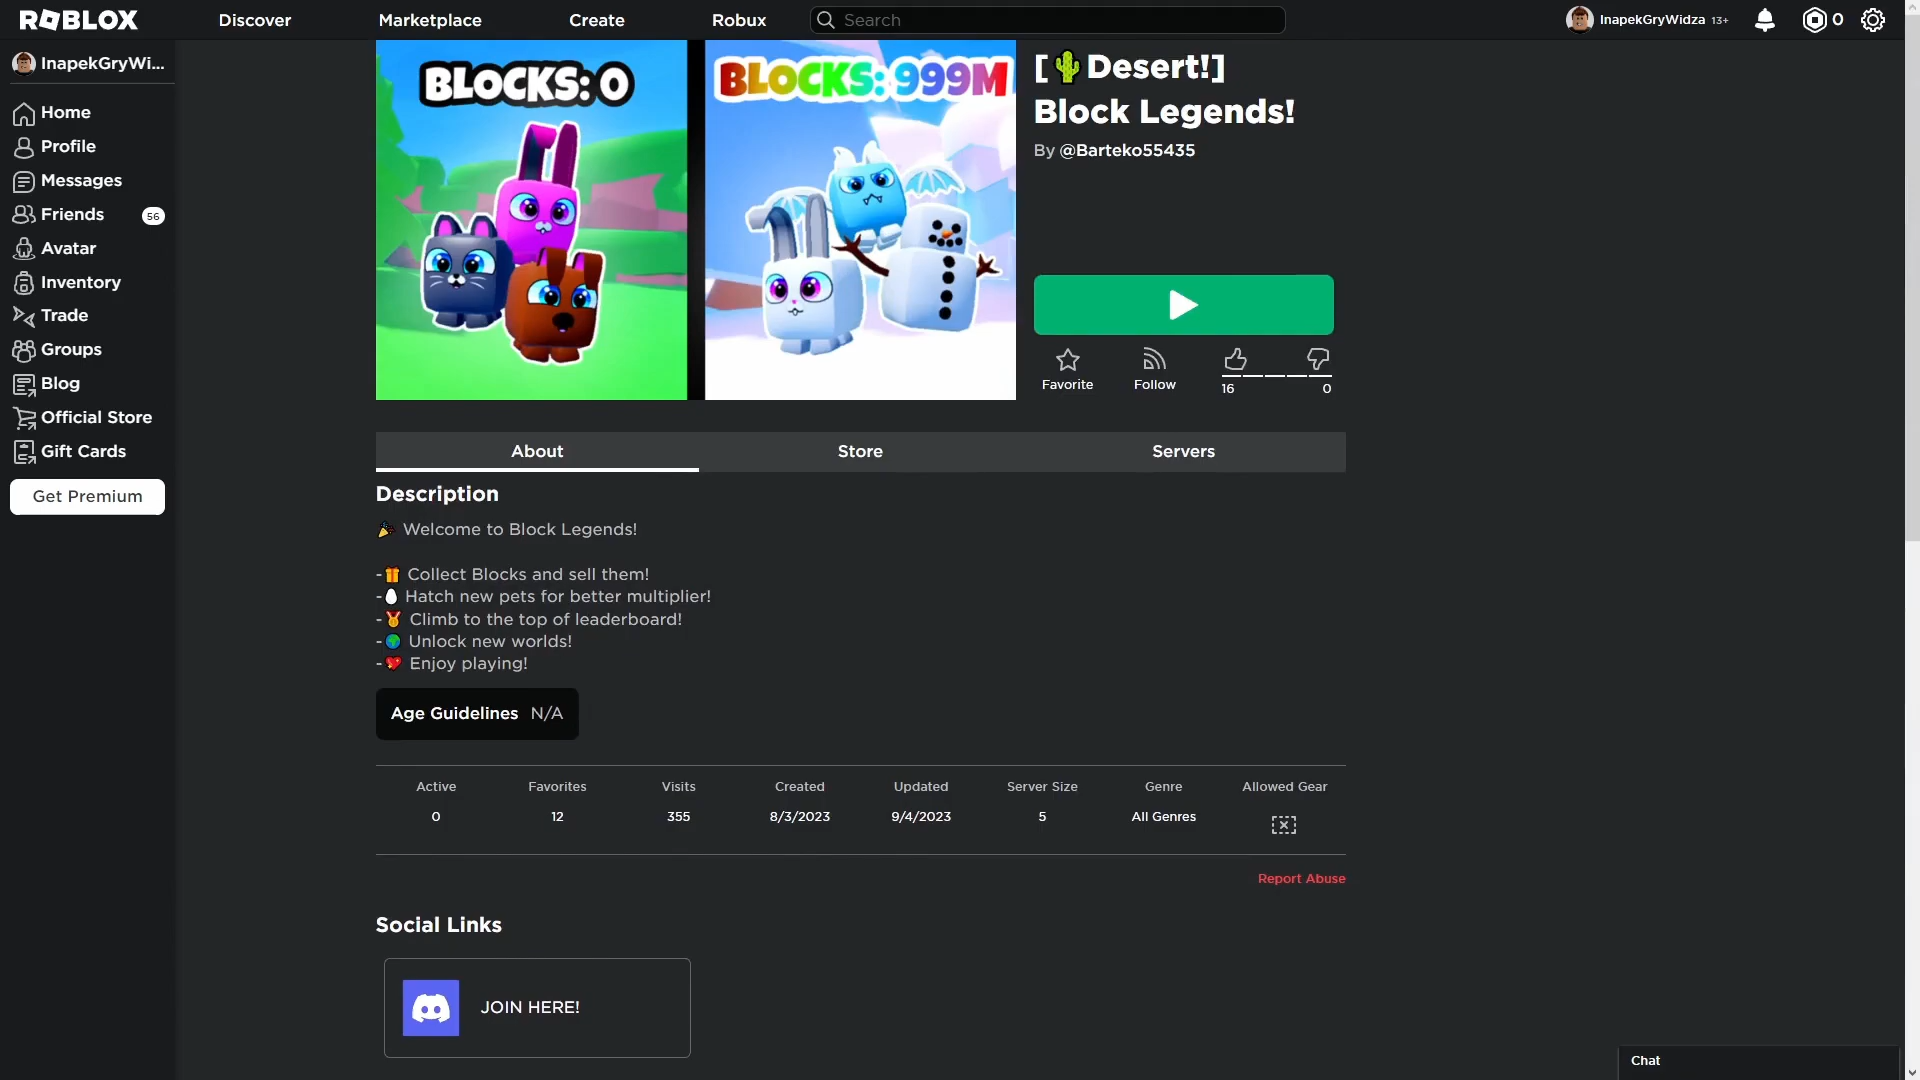 ROBLOX
Discover
Marketplace
Create
Robux
Search
InapekGryWidza 13+
0
InapekGryWi...
Home
Profile
Messages
Friends 56
Avatar
Inventory
Trade
Groups
Blog
Official Store
Gift Cards
Get Premium
BLOCKS: 0
BLOCKS: 999M
[🌵Desert!]
Block Legends!
By @Barteko55435
Favorite
Follow
16
0
About
Store
Servers
Description
🎉 Welcome to Block Legends!
-🎁 Collect Blocks and sell them!
-🥚 Hatch new pets for better multiplier!
-🏅 Climb to the top of leaderboard!
-🌍 Unlock new worlds!
-💖 Enjoy playing!
Age Guidelines N/A
Active Favorites Visits Created Updated Server Size Genre Allowed Gear
0 12 355 8/3/2023 9/4/2023 5 All Genres
Report Abuse
Social Links
JOIN HERE!
Chat